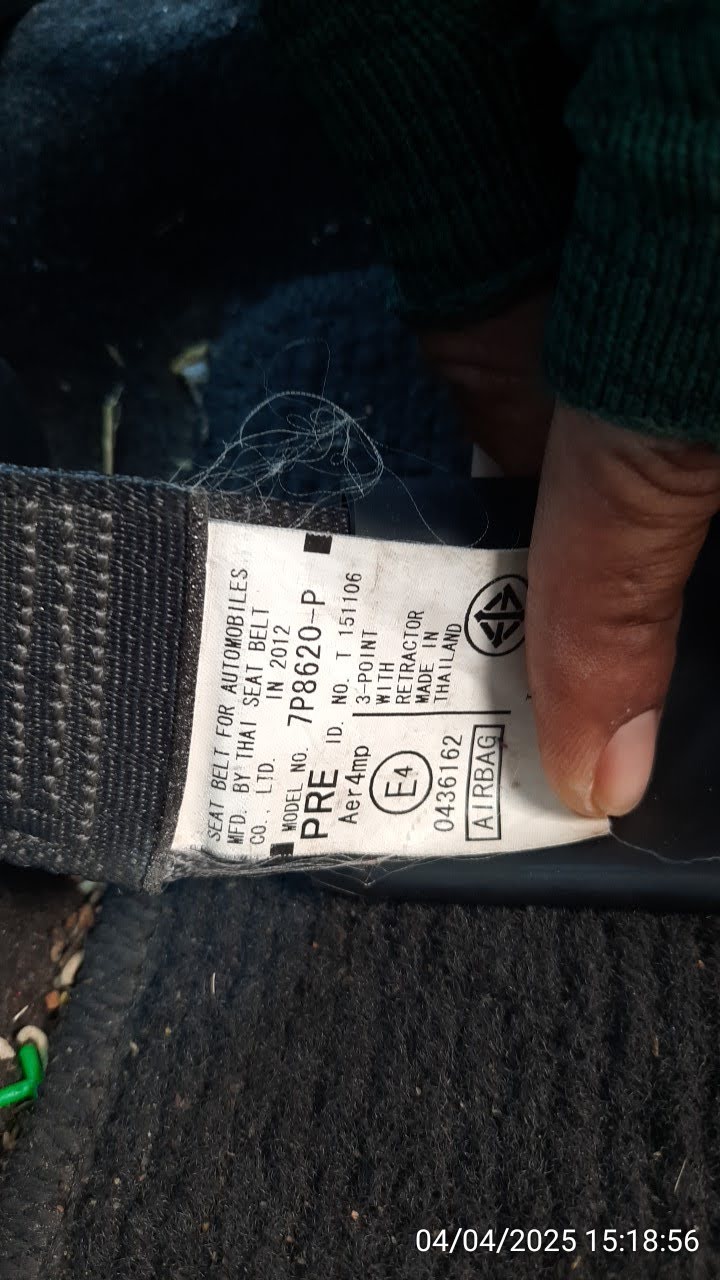 SEAT BELT FOR AUTOMOBILES
MFD. BY THAI SEAT BELT
CO., LTD. IN 2012
MODEL NO. 7P8620-P
PRE ID. NO. T 151106
Aer4mp
E4
0436162
AIRBAG
3-POINT
WITH
RETRACTOR
MADE IN
THAILAND
04/04/2025 15:18:56